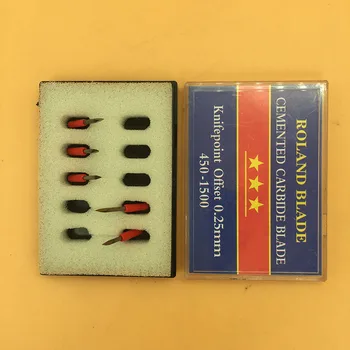 ROLAND BLADE
CEMENTED CARBIDE BLADE
Knifepoint Offset 0.25mm
450-1500